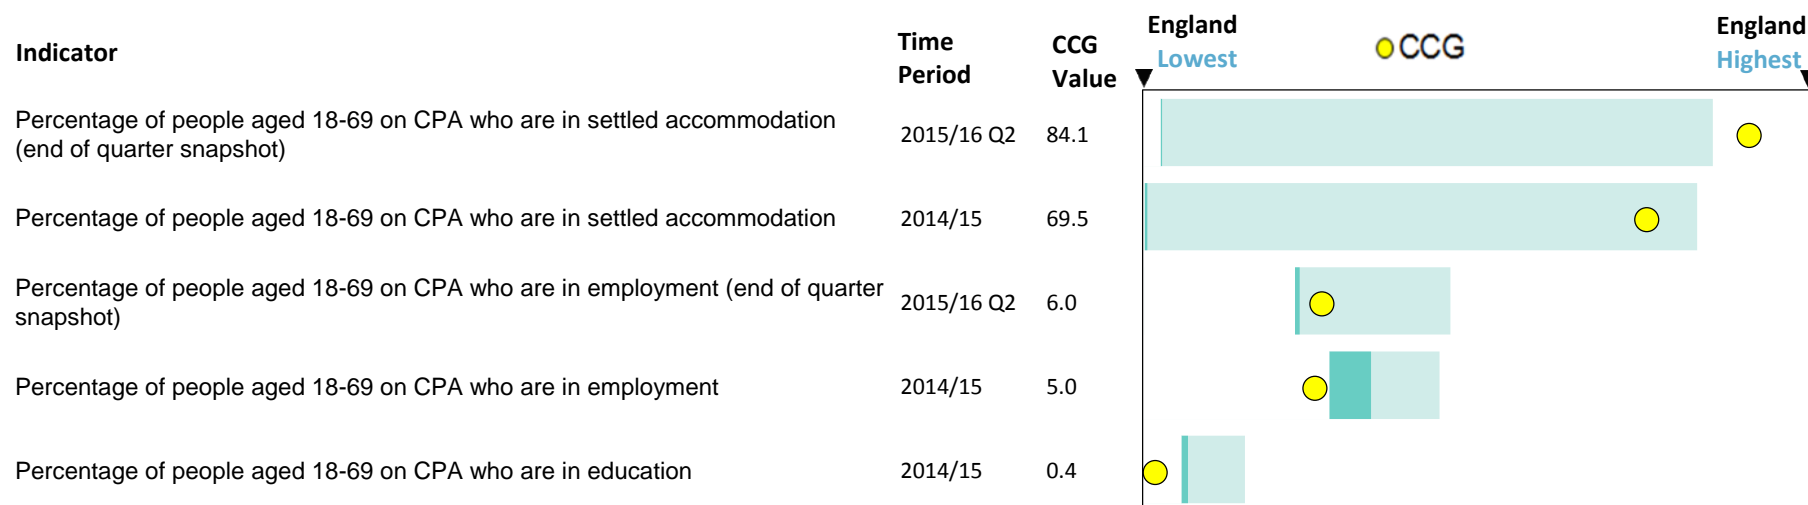 Indicator
Time
Period
CCG
Value
England
Lowest
CCG
England
Highest
Percentage of people aged 18-69 on CPA who are in settled accommodation
(end of quarter snapshot)
2015/16 Q2
84.1
Percentage of people aged 18-69 on CPA who are in settled accommodation
2014/15
69.5
Percentage of people aged 18-69 on CPA who are in employment (end of quarter
snapshot)
2015/16 Q2
6.0
Percentage of people aged 18-69 on CPA who are in employment
2014/15
5.0
Percentage of people aged 18-69 on CPA who are in education
2014/15
0.4